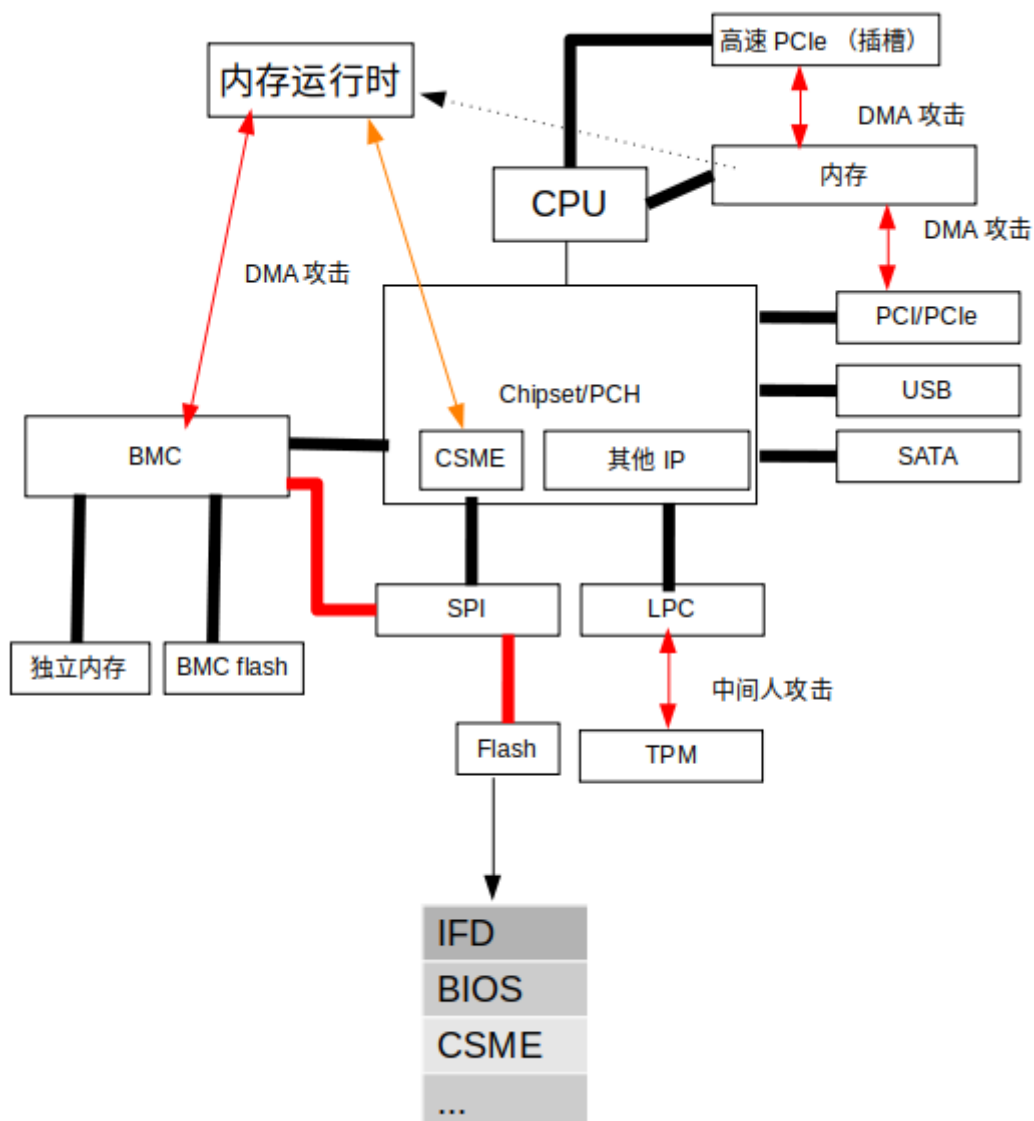 高速 PCIe （插槽）
内存运行时
DMA 攻击
内存
CPU
DMA 攻击
DMA 攻击
PCI/PCIe
Chipset/PCH
USB
BMC
CSME
其他 IP
SATA
SPI
LPC
独立内存
BMC flash
中间人攻击
Flash
TPM
IFD
BIOS
CSME
...